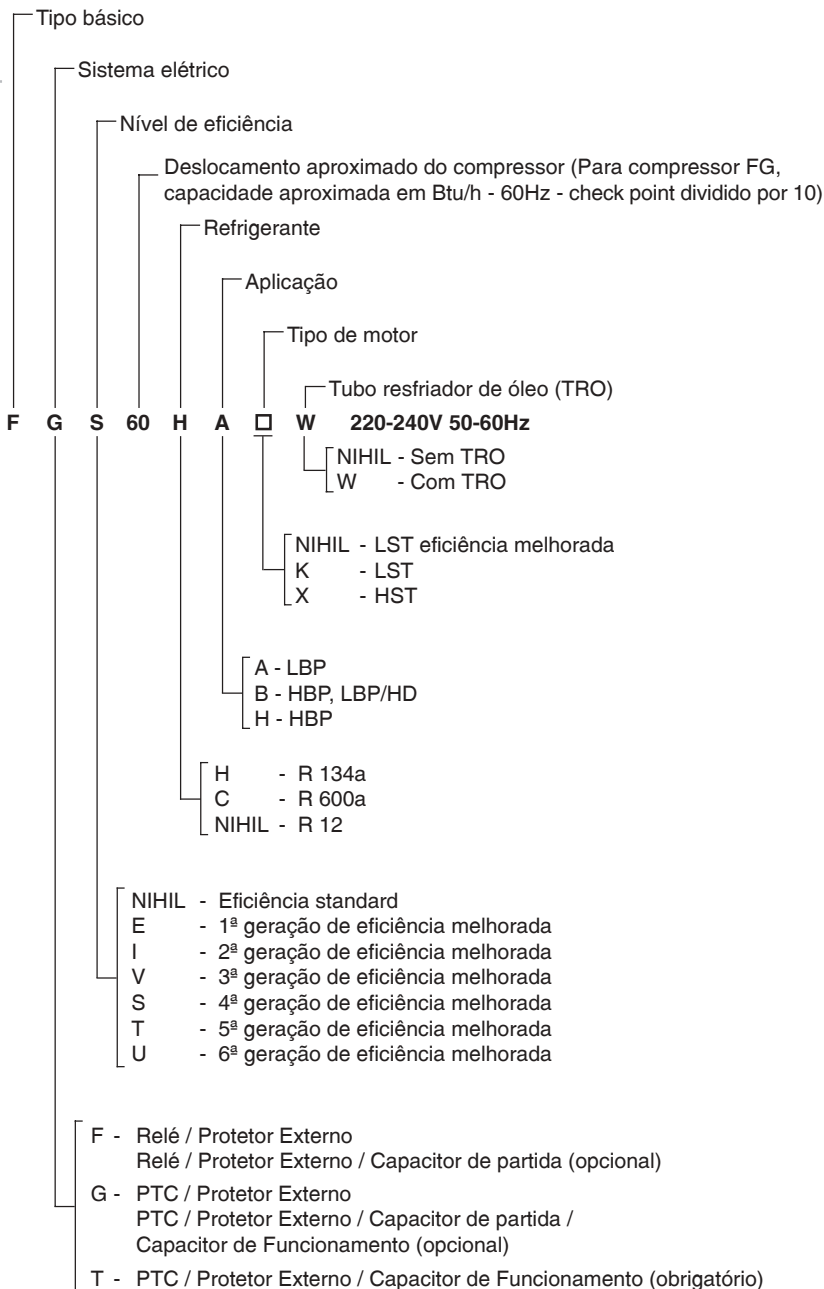 Tipo básico
Sistema elétrico
Nível de eficiência
Deslocamento aproximado do compressor (Para compressor FG,
capacidade aproximada em Btu/h - 60Hz - check point dividido por 10)
Refrigerante
Aplicação
Tipo de motor
Tubo resfriador de óleo (TRO)
F G S 60 H A □ W 220-240V 50-60Hz
NIHIL - Sem TRO
W - Com TRO
NIHIL - LST eficiência melhorada
K - LST
X - HST
A - LBP
B - HBP, LBP/HD
H - HBP
H - R 134a
C - R 600a
NIHIL - R 12
NIHIL - Eficiência standard
E - 1ª geração de eficiência melhorada
I - 2ª geração de eficiência melhorada
V - 3ª geração de eficiência melhorada
S - 4ª geração de eficiência melhorada
T - 5ª geração de eficiência melhorada
U - 6ª geração de eficiência melhorada
F - Relé / Protetor Externo
Relé / Protetor Externo / Capacitor de partida (opcional)
G - PTC / Protetor Externo
PTC / Protetor Externo / Capacitor de partida /
Capacitor de Funcionamento (opcional)
T - PTC / Protetor Externo / Capacitor de Funcionamento (obrigatório)